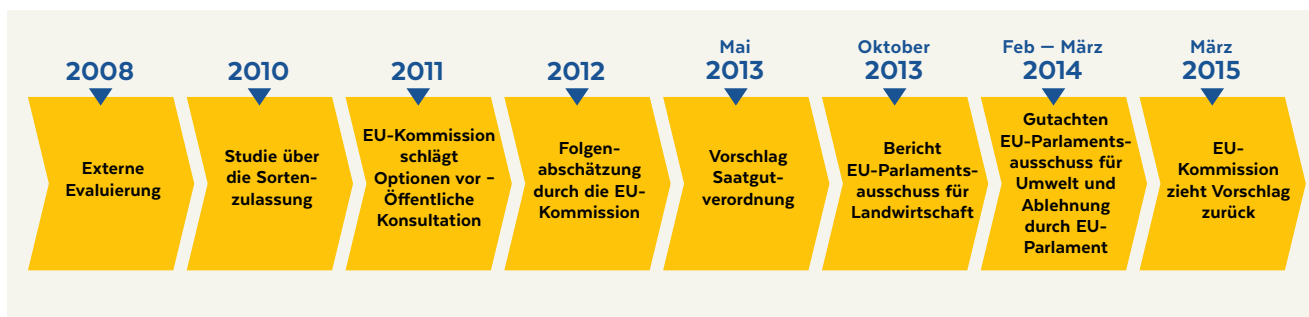 2008
Externe
Evaluierung
2010
Studie über
die Sorten-
zulassung
2011
EU-Kommission
schlägt
Optionen vor –
Öffentliche
Konsultation
2012
Folgen-
abschätzung
durch die EU-
Kommission
Mai
2013
Vorschlag
Saatgut-
verordnung
Oktober
2013
Bericht
EU-Parlaments-
ausschuss für
Landwirtschaft
Feb – März
2014
Gutachten
EU-Parlaments-
ausschuss für
Umwelt und
Ablehnung
durch EU-
Parlament
März
2015
EU-
Kommission
zieht Vorschlag
zurück